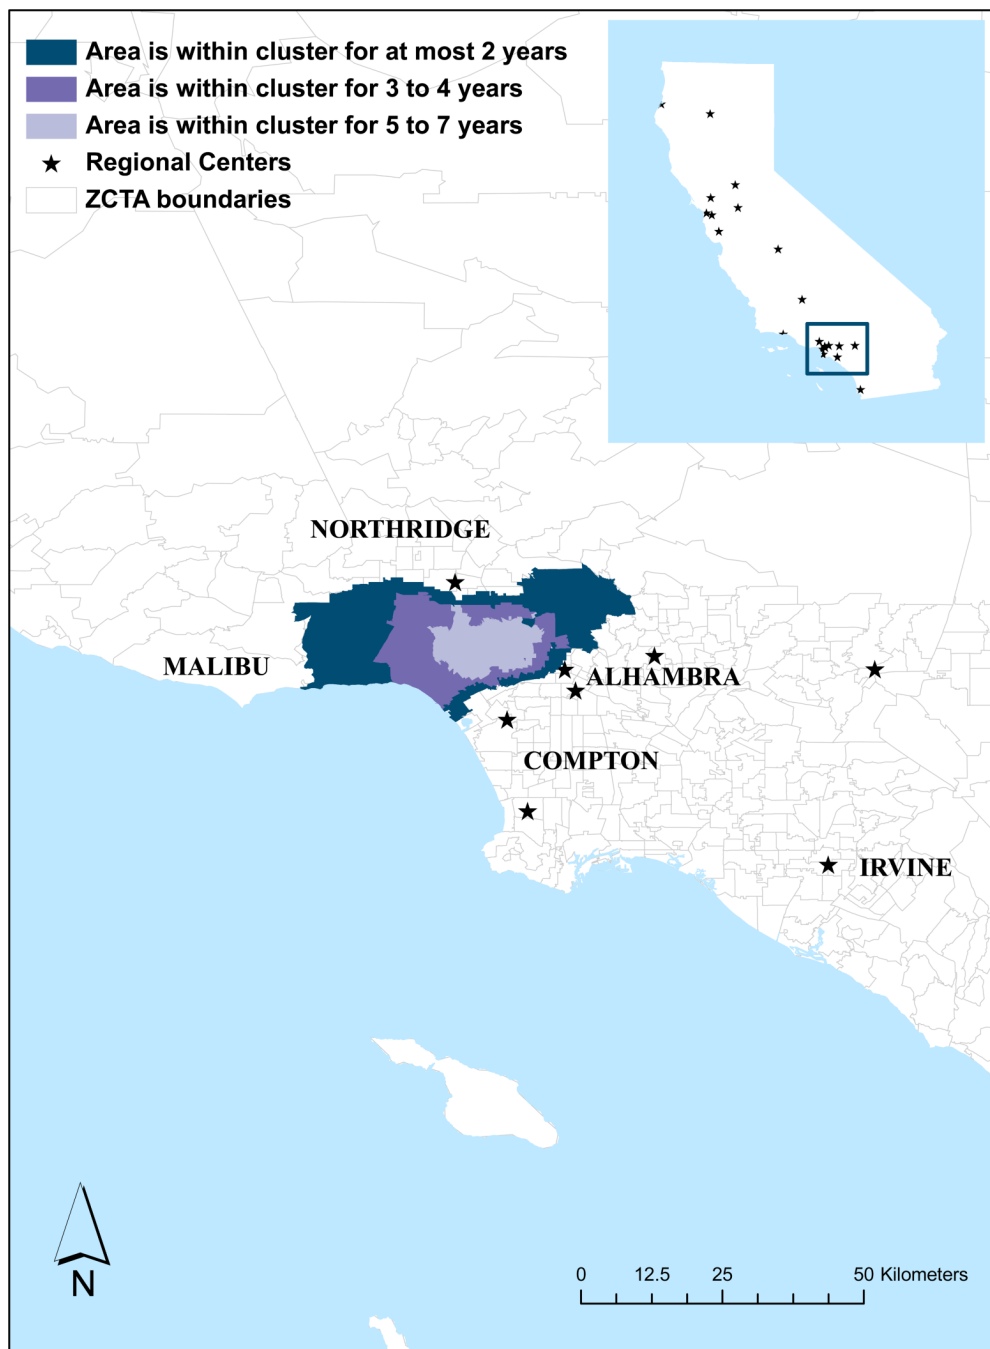 Area is within cluster for at most 2 years
Area is within cluster for 3 to 4 years
Area is within cluster for 5 to 7 years
Regional Centers
ZCTA boundaries
NORTHRIDGE
MALIBU
ALHAMBRA
COMPTON
IRVINE
N
0 12.5 25 50 Kilometers